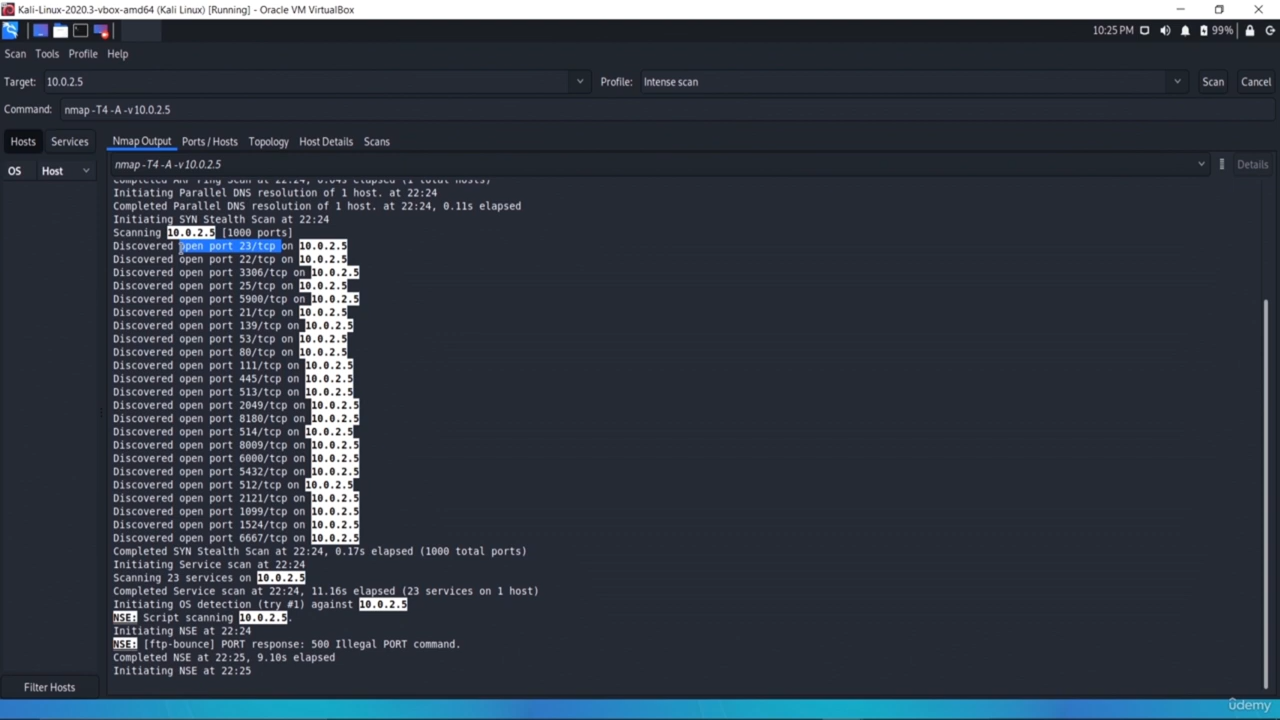 Kali-Linux-2020.3-vbox-amd64 (Kali Linux) [Running] - Oracle VM VirtualBox
10:25 PM 99%
Scan Tools Profile Help
Target: 10.0.2.5 Profile: Intense scan Scan Cancel
Command: nmap -T4 -A -v 10.0.2.5
Hosts Services Nmap Output Ports / Hosts Topology Host Details Scans
OS Host nmap -T4 -A -v 10.0.2.5 Details
Completed ARP Ping Scan at 22:24, 0.04s elapsed (1 total hosts)
Initiating Parallel DNS resolution of 1 host. at 22:24
Completed Parallel DNS resolution of 1 host. at 22:24, 0.11s elapsed
Initiating SYN Stealth Scan at 22:24
Scanning 10.0.2.5 [1000 ports]
Discovered open port 23/tcp on 10.0.2.5
Discovered open port 22/tcp on 10.0.2.5
Discovered open port 3306/tcp on 10.0.2.5
Discovered open port 25/tcp on 10.0.2.5
Discovered open port 5900/tcp on 10.0.2.5
Discovered open port 21/tcp on 10.0.2.5
Discovered open port 139/tcp on 10.0.2.5
Discovered open port 53/tcp on 10.0.2.5
Discovered open port 80/tcp on 10.0.2.5
Discovered open port 111/tcp on 10.0.2.5
Discovered open port 445/tcp on 10.0.2.5
Discovered open port 513/tcp on 10.0.2.5
Discovered open port 2049/tcp on 10.0.2.5
Discovered open port 8180/tcp on 10.0.2.5
Discovered open port 514/tcp on 10.0.2.5
Discovered open port 8009/tcp on 10.0.2.5
Discovered open port 6000/tcp on 10.0.2.5
Discovered open port 5432/tcp on 10.0.2.5
Discovered open port 512/tcp on 10.0.2.5
Discovered open port 2121/tcp on 10.0.2.5
Discovered open port 1099/tcp on 10.0.2.5
Discovered open port 1524/tcp on 10.0.2.5
Discovered open port 6667/tcp on 10.0.2.5
Completed SYN Stealth Scan at 22:24, 0.17s elapsed (1000 total ports)
Initiating Service scan at 22:24
Scanning 23 services on 10.0.2.5
Completed Service scan at 22:24, 11.16s elapsed (23 services on 1 host)
Initiating OS detection (try #1) against 10.0.2.5
NSE: Script scanning 10.0.2.5.
Initiating NSE at 22:24
NSE: [ftp-bounce] PORT response: 500 Illegal PORT command.
Completed NSE at 22:25, 9.10s elapsed
Initiating NSE at 22:25
Filter Hosts
ûdemy